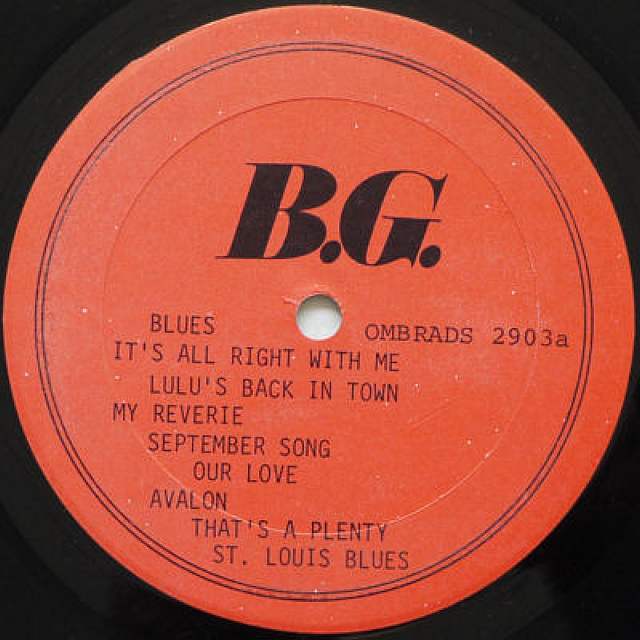 B.G.
BLUES
OMBRADS 2903a
IT'S ALL RIGHT WITH ME
LULU'S BACK IN TOWN
MY REVERIE
SEPTEMBER SONG
OUR LOVE
AVALON
THAT'S A PLENTY
ST. LOUIS BLUES